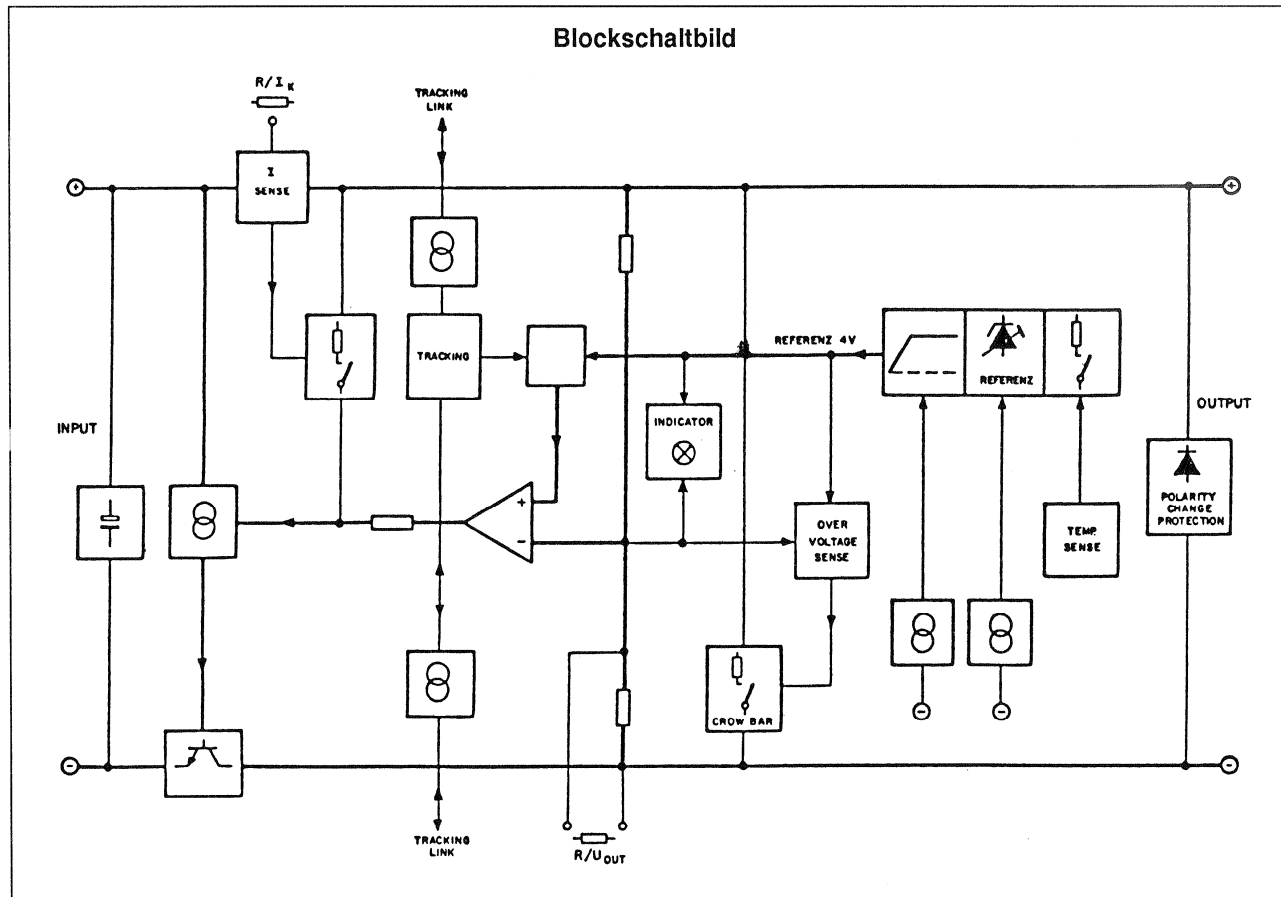 Blockschaltbild
R/I K
TRACKING
LINK
I
SENSE
TRACKING
REFERENZ 4V
REFERENZ
INDICATOR
INPUT
OUTPUT
+
-
OVER
VOLTAGE
SENSE
TEMP.
SENSE
POLARITY
CHANGE
PROTECTION
CROW BAR
TRACKING
LINK
R/U OUT